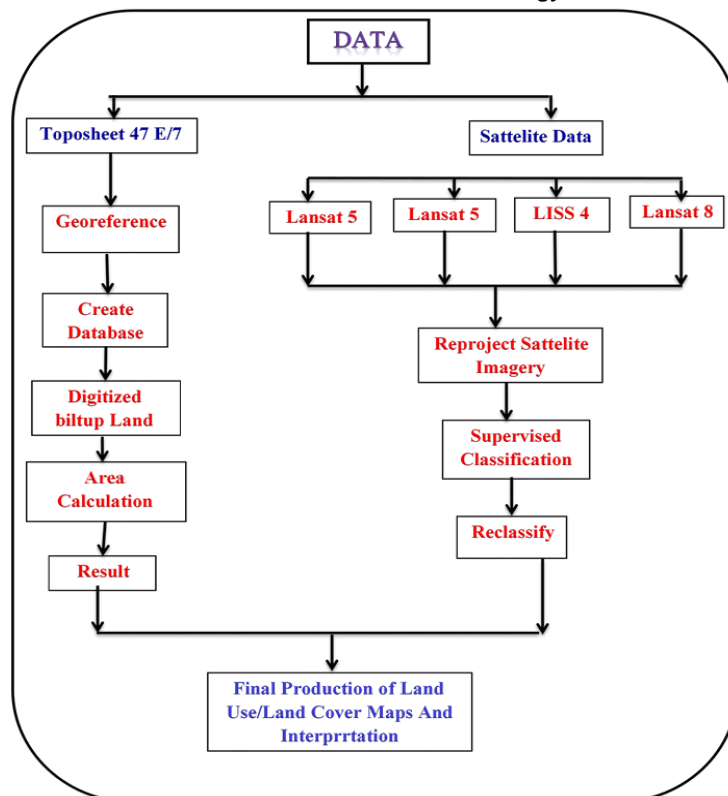 DATA
Toposheet 47 E/7
Sattelite Data
Lansat 5
Lansat 5
LISS 4
Lansat 8
Georeference
Create
Database
Reproject Sattelite
Imagery
Digitized
biltup Land
Supervised
Classification
Area
Calculation
Reclassify
Result
Final Production of Land
Use/Land Cover Maps And
Interprrtation